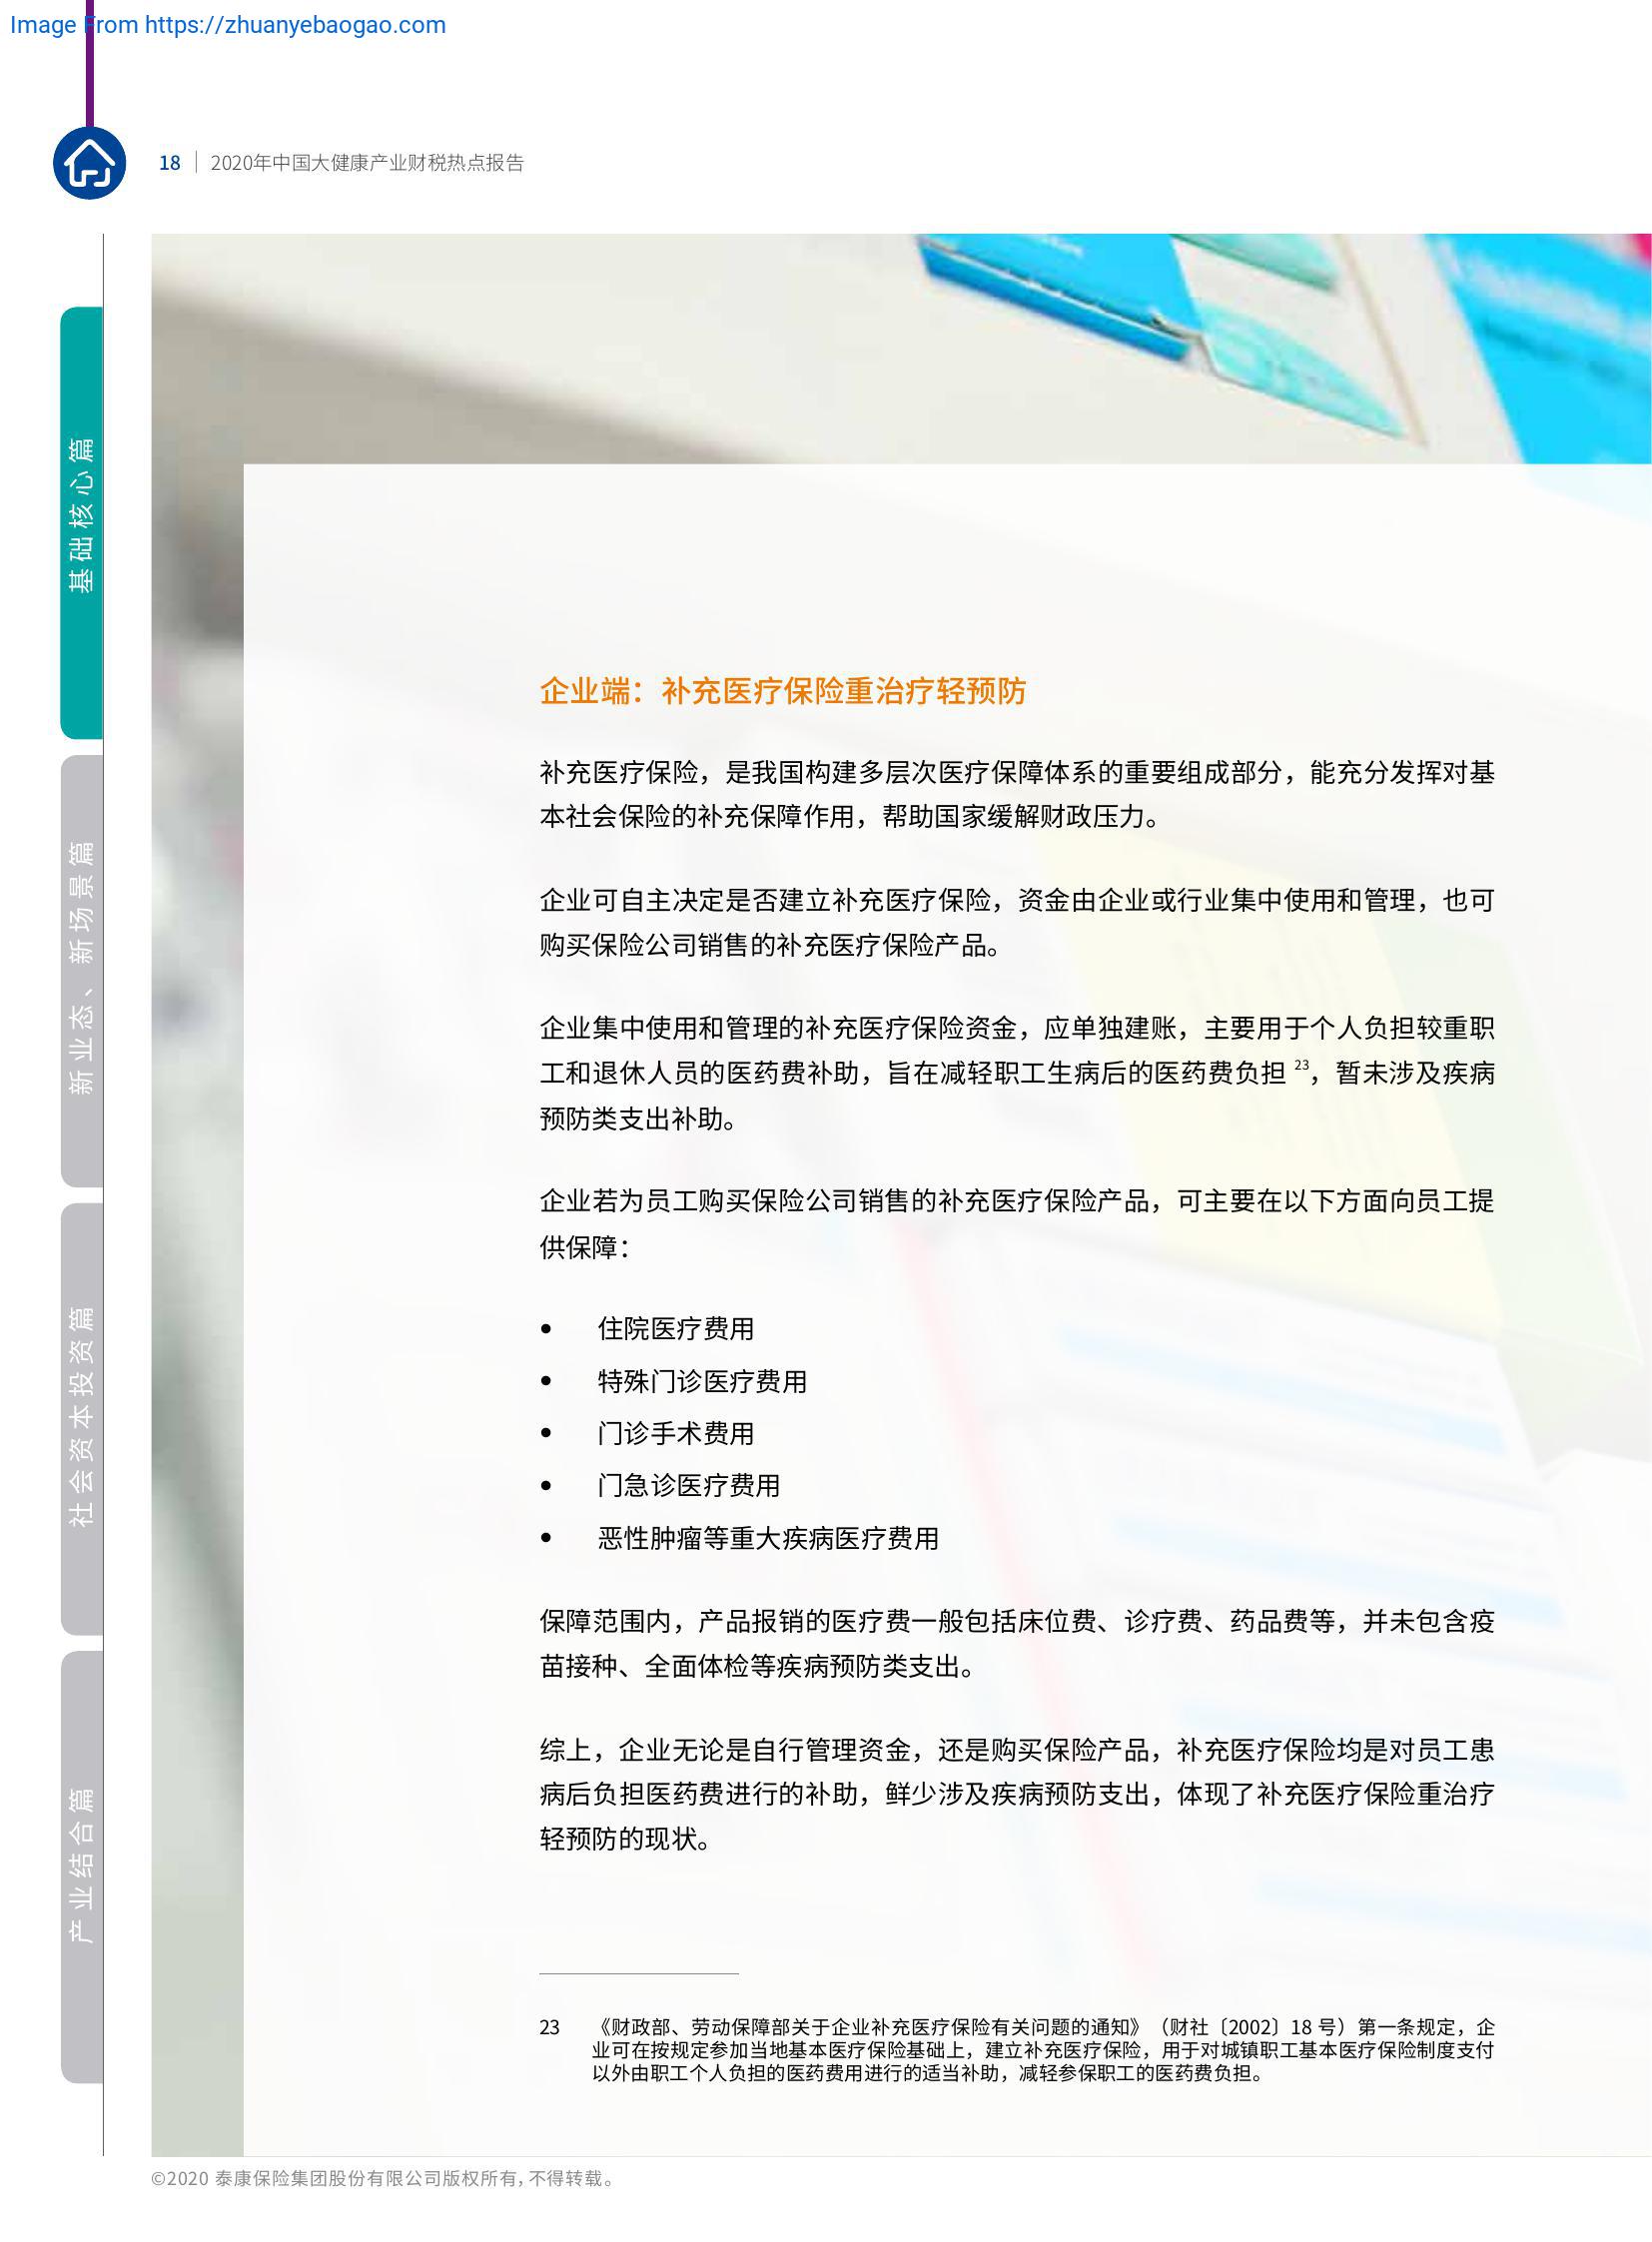 Image From https://zhuanyebaogao.com
18 | 2020年中国大健康产业财税热点报告
基础核心篇
新业态、新场景篇
社会资本投资篇
产业结合篇
企业端：补充医疗保险重治疗轻预防
补充医疗保险，是我国构建多层次医疗保障体系的重要组成部分，能充分发挥对基
本社会保险的补充保障作用，帮助国家缓解财政压力。
企业可自主决定是否建立补充医疗保险，资金由企业或行业集中使用和管理，也可
购买保险公司销售的补充医疗保险产品。
企业集中使用和管理的补充医疗保险资金，应单独建账，主要用于个人负担较重职
工和退休人员的医药费补助，旨在减轻职工生病后的医药费负担 23，暂未涉及疾病
预防类支出补助。
企业若为员工购买保险公司销售的补充医疗保险产品，可主要在以下方面向员工提
供保障：
• 住院医疗费用
• 特殊门诊医疗费用
• 门诊手术费用
• 门急诊医疗费用
• 恶性肿瘤等重大疾病医疗费用
保障范围内，产品报销的医疗费一般包括床位费、诊疗费、药品费等，并未包含疫
苗接种、全面体检等疾病预防类支出。
综上，企业无论是自行管理资金，还是购买保险产品，补充医疗保险均是对员工患
病后负担医药费进行的补助，鲜少涉及疾病预防支出，体现了补充医疗保险重治疗
轻预防的现状。
23 《财政部、劳动保障部关于企业补充医疗保险有关问题的通知》（财社〔2002〕18 号）第一条规定，企
业可在按规定参加当地基本医疗保险基础上，建立补充医疗保险，用于对城镇职工基本医疗保险制度支付
以外由职工个人负担的医药费用进行的适当补助，减轻参保职工的医药费负担。
©2020 泰康保险集团股份有限公司版权所有，不得转载。